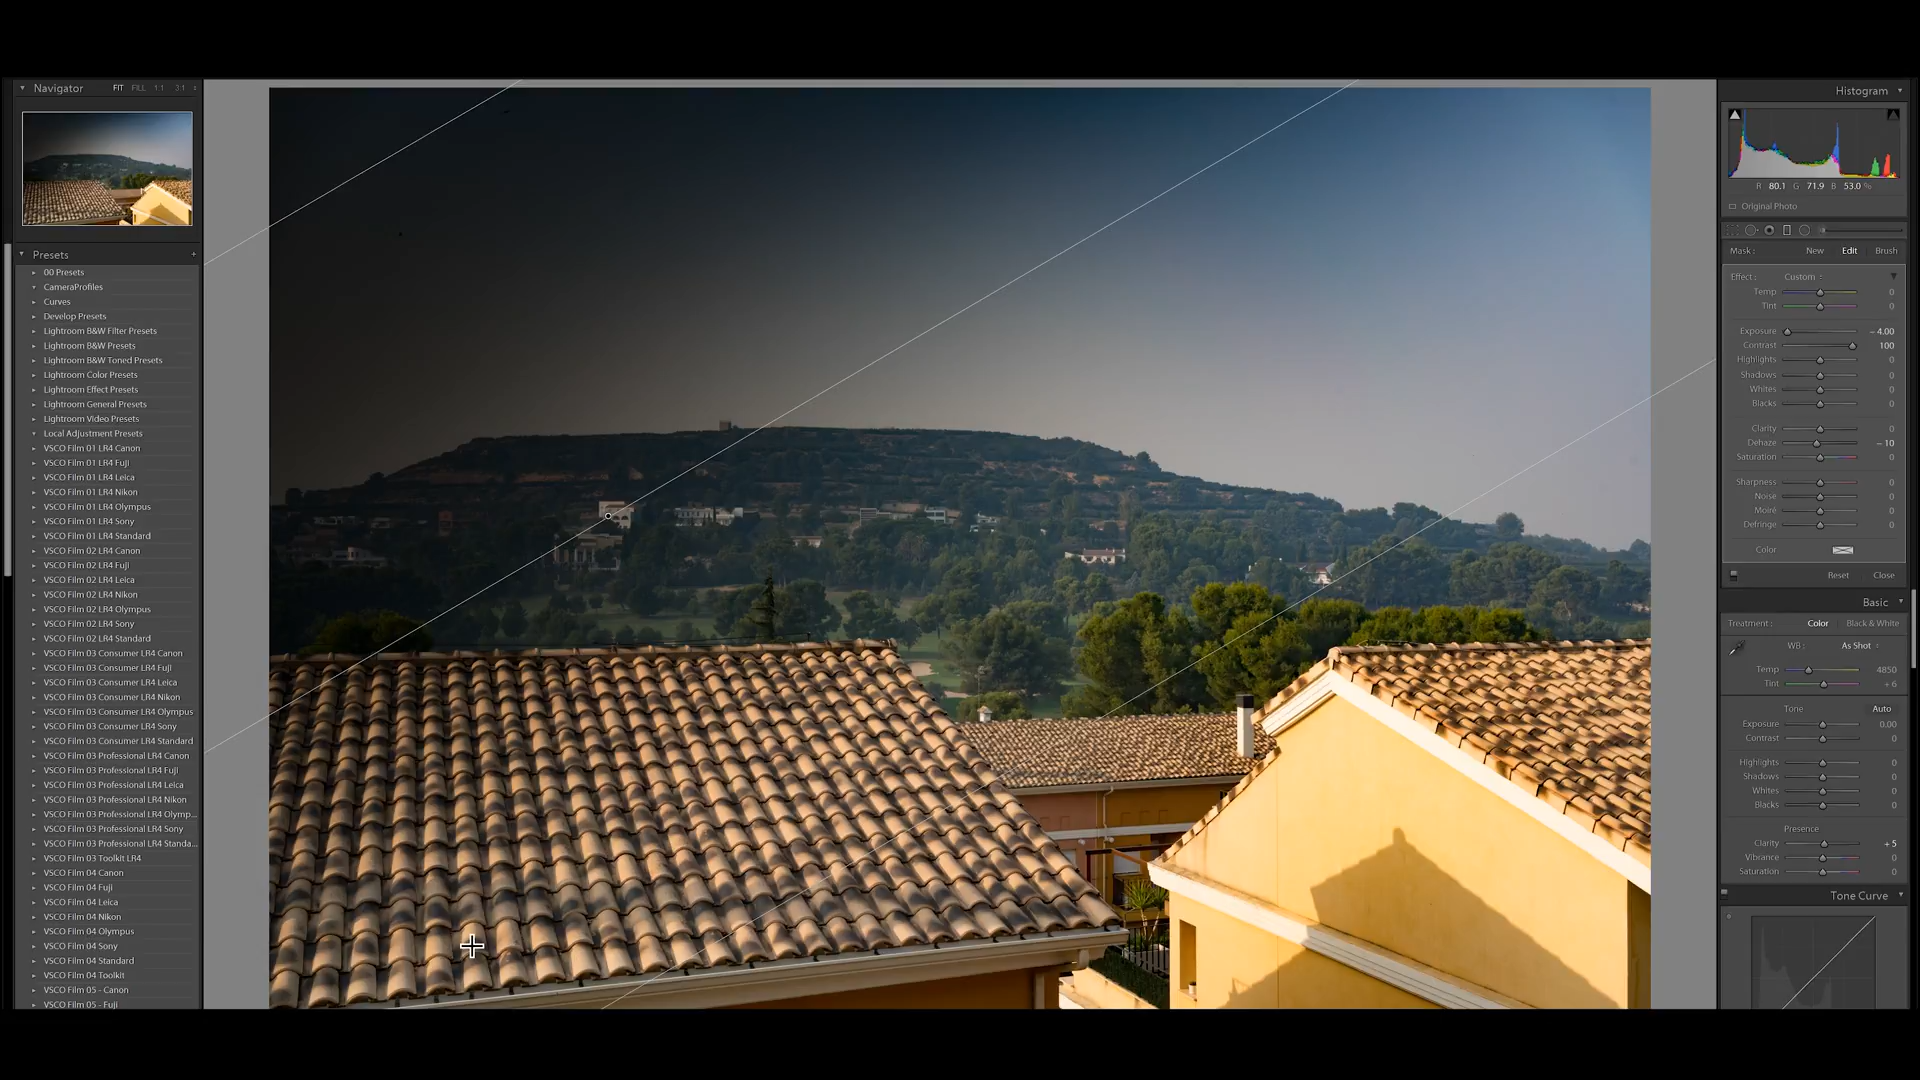 Navigator FIT FILL 1:1 3:1
Presets +
00 Presets
CameraProfiles
Curves
Develop Presets
Lightroom B&W Filter Presets
Lightroom B&W Presets
Lightroom B&W Toned Presets
Lightroom Color Presets
Lightroom Effect Presets
Lightroom General Presets
Lightroom Video Presets
Local Adjustment Presets
VSCO Film 01 LR4 Canon
VSCO Film 01 LR4 Fuji
VSCO Film 01 LR4 Leica
VSCO Film 01 LR4 Nikon
VSCO Film 01 LR4 Olympus
VSCO Film 01 LR4 Sony
VSCO Film 01 LR4 Standard
VSCO Film 02 LR4 Canon
VSCO Film 02 LR4 Fuji
VSCO Film 02 LR4 Leica
VSCO Film 02 LR4 Nikon
VSCO Film 02 LR4 Olympus
VSCO Film 02 LR4 Sony
VSCO Film 02 LR4 Standard
VSCO Film 03 Consumer LR4 Canon
VSCO Film 03 Consumer LR4 Fuji
VSCO Film 03 Consumer LR4 Leica
VSCO Film 03 Consumer LR4 Nikon
VSCO Film 03 Consumer LR4 Olympus
VSCO Film 03 Consumer LR4 Sony
VSCO Film 03 Consumer LR4 Standard
VSCO Film 03 Professional LR4 Canon
VSCO Film 03 Professional LR4 Fuji
VSCO Film 03 Professional LR4 Leica
VSCO Film 03 Professional LR4 Nikon
VSCO Film 03 Professional LR4 Olymp...
VSCO Film 03 Professional LR4 Sony
VSCO Film 03 Professional LR4 Standa...
VSCO Film 03 Toolkit LR4
VSCO Film 04 Canon
VSCO Film 04 Fuji
VSCO Film 04 Leica
VSCO Film 04 Nikon
VSCO Film 04 Olympus
VSCO Film 04 Sony
VSCO Film 04 Standard
VSCO Film 04 Toolkit
VSCO Film 05 - Canon
VSCO Film 05 - Fuji
Histogram
R 80.1 G 71.9 B 53.0 %
Original Photo
Mask : New Edit Brush
Effect : Custom
Temp 0
Tint 0
Exposure – 4.00
Contrast 100
Highlights 0
Shadows 0
Whites 0
Blacks 0
Clarity 0
Dehaze – 10
Saturation 0
Sharpness 0
Noise 0
Moiré 0
Defringe 0
Color
Reset Close
Basic
Treatment : Color Black & White
WB : As Shot
Temp 4850
Tint + 6
Tone Auto
Exposure 0.00
Contrast 0
Highlights 0
Shadows 0
Whites 0
Blacks 0
Presence
Clarity + 5
Vibrance 0
Saturation 0
Tone Curve